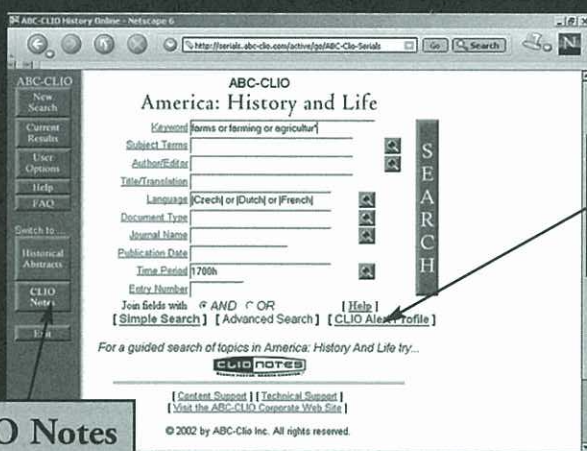 ABC-CLIO History Online - Netscape 6
http://serials.abc-clio.com/active/go/ABC-Clio-Serials
Go
Search
N
ABC-CLIO
New Search
Current Results
User Options
Help
FAQ
Switch to ...
Historical Abstracts
CLIO Notes
Exit
ABC-CLIO
America: History and Life
Keyword farms or farming or agricultur*
Subject Terms
Author/Editor
Title/Translation
Language |Czech| or |Dutch| or |French|
Document Type
Journal Name
Publication Date
Time Period 1700h
Entry Number
SEARCH
Join fields with AND OR [ Help ]
[ Simple Search ] [ Advanced Search ] [ CLIO Alert Profile ]
For a guided search of topics in America: History And Life try...
CLIO NOTES
[ Content Support ] [ Technical Support ]
[ Visit the ABC-CLIO Corporate Web Site ]
© 2002 by ABC-Clio Inc. All rights reserved.
O Notes